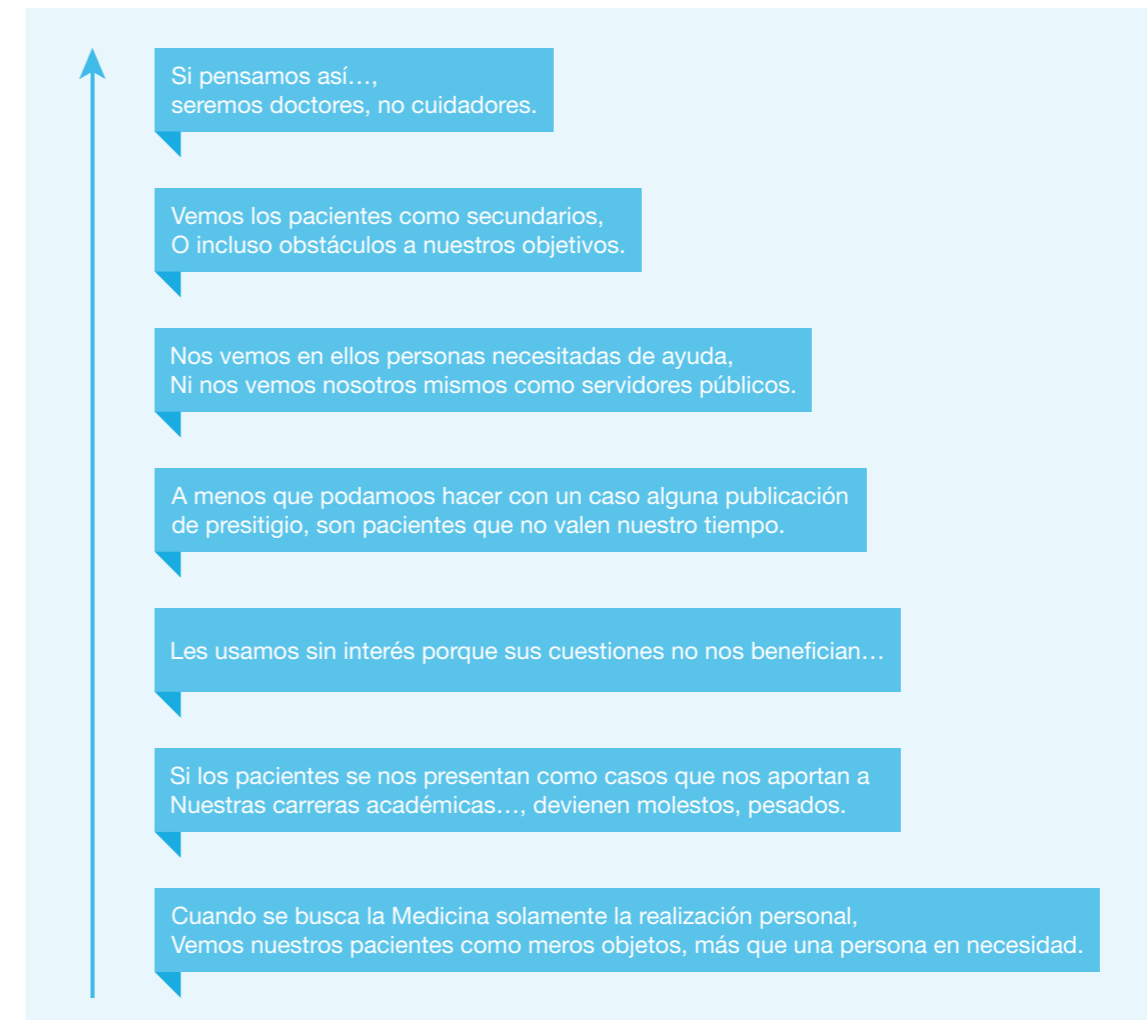 Si pensamos así…,
seremos doctores, no cuidadores.
Vemos los pacientes como secundarios,
O incluso obstáculos a nuestros objetivos.
Nos vemos en ellos personas necesitadas de ayuda,
Ni nos vemos nosotros mismos como servidores públicos.
A menos que podamoos hacer con un caso alguna publicación
de presitigio, son pacientes que no valen nuestro tiempo.
Les usamos sin interés porque sus cuestiones no nos benefician…
Si los pacientes se nos presentan como casos que nos aportan a
Nuestras carreras académicas…, devienen molestos, pesados.
Cuando se busca la Medicina solamente la realización personal,
Vemos nuestros pacientes como meros objetos, más que una persona en necesidad.